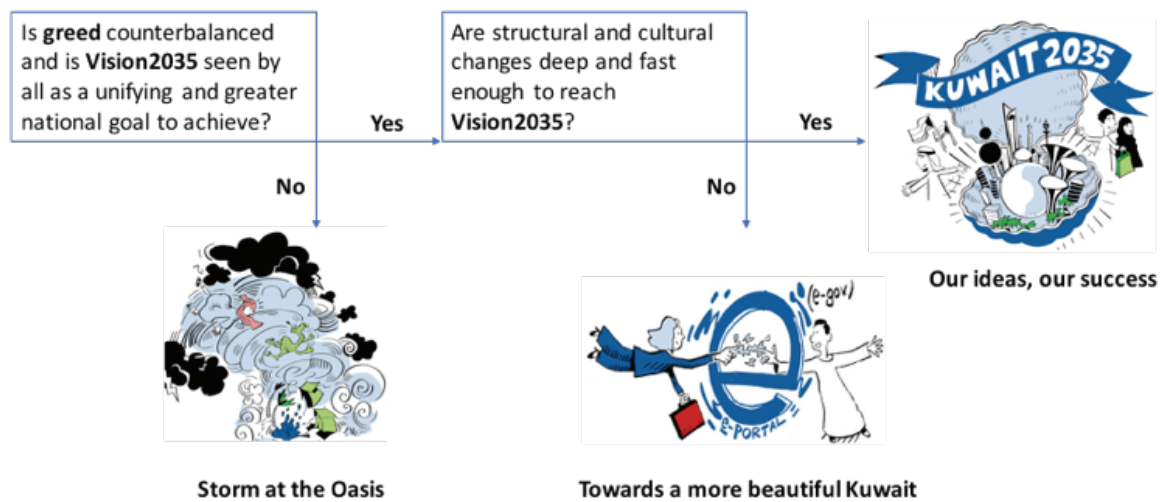 Is greed counterbalanced
and is Vision2035 seen by
all as a unifying and greater
national goal to achieve?
Yes
No
Are structural and cultural
changes deep and fast
enough to reach
Vision2035?
Yes
No
KUWAIT 2035
Our ideas, our success
Storm at the Oasis
(e-gov)
e-PORTAL
Towards a more beautiful Kuwait